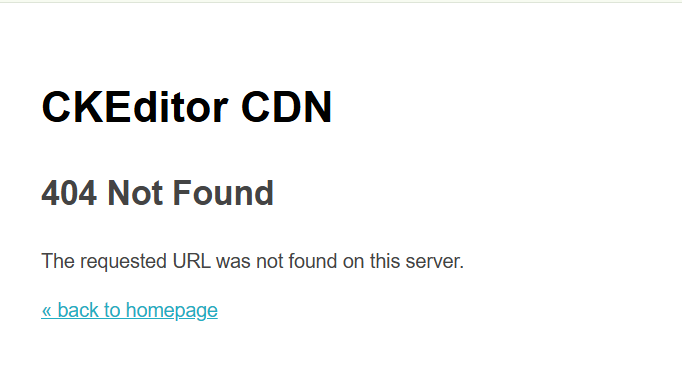 CKEditor CDN
404 Not Found
The requested URL was not found on this server.
« back to homepage